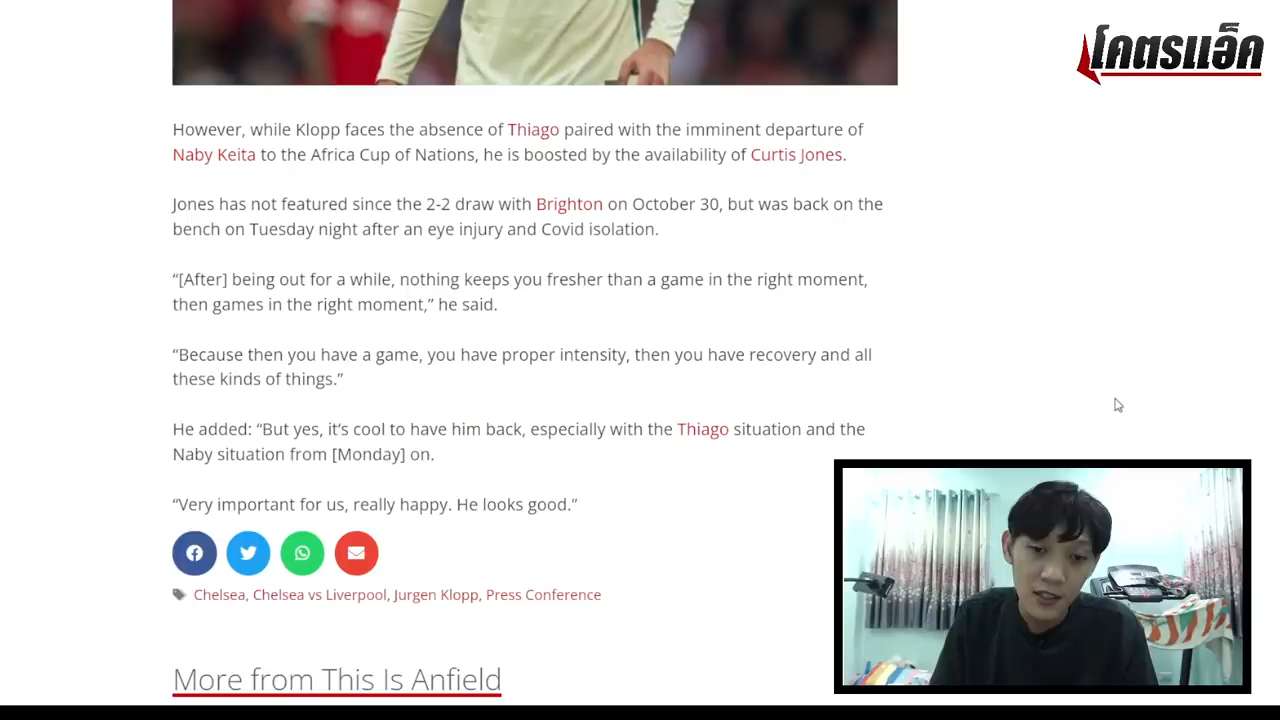 โคตรแอ็ค
However, while Klopp faces the absence of Thiago paired with the imminent departure of
Naby Keita to the Africa Cup of Nations, he is boosted by the availability of Curtis Jones.
Jones has not featured since the 2-2 draw with Brighton on October 30, but was back on the
bench on Tuesday night after an eye injury and Covid isolation.
“[After] being out for a while, nothing keeps you fresher than a game in the right moment,
then games in the right moment,” he said.
“Because then you have a game, you have proper intensity, then you have recovery and all
these kinds of things.”
He added: “But yes, it’s cool to have him back, especially with the Thiago situation and the
Naby situation from [Monday] on.
“Very important for us, really happy. He looks good.”
Chelsea, Chelsea vs Liverpool, Jurgen Klopp, Press Conference
More from This Is Anfield